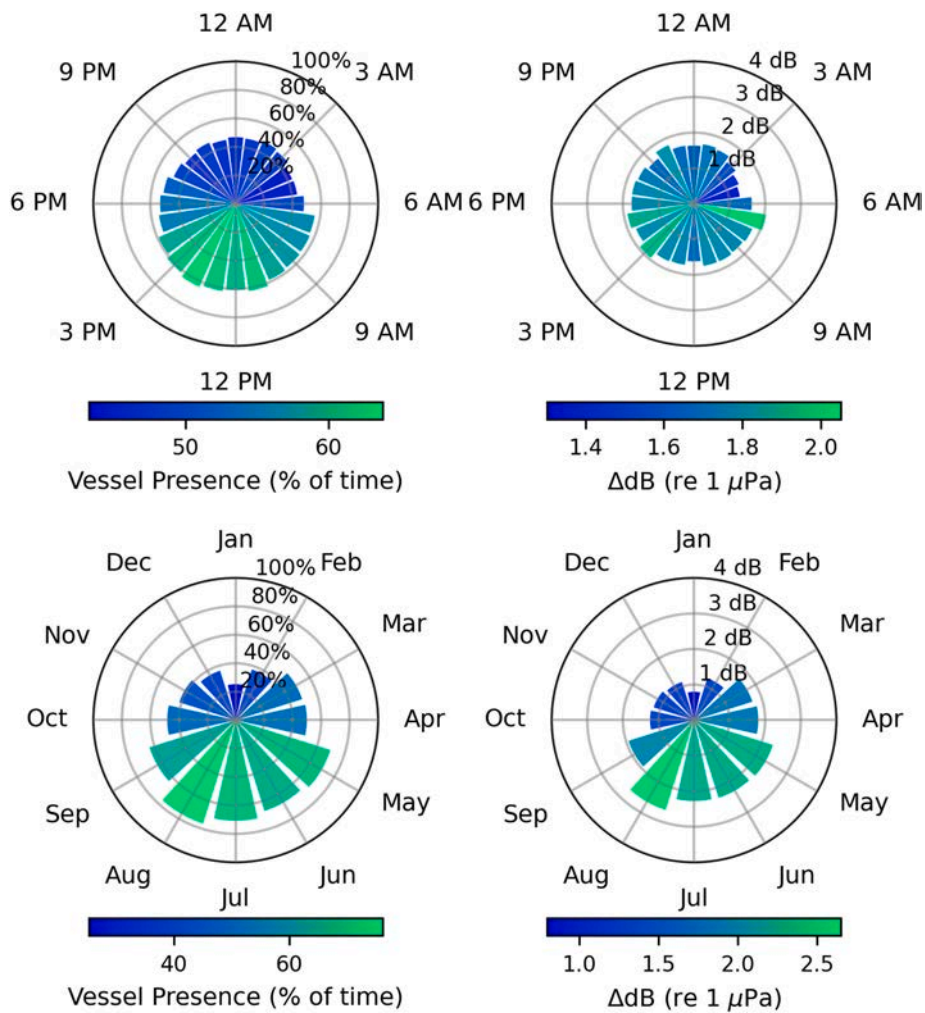 12 AM
9 PM
3 AM
100%
80%
60%
40%
20%
6 PM
6 AM
3 PM
9 AM
12 PM
50
60
Vessel Presence (% of time)
12 AM
9 PM
3 AM
4 dB
3 dB
2 dB
1 dB
6 PM
6 AM
3 PM
9 AM
12 PM
1.4
1.6
1.8
2.0
ΔdB (re 1 μPa)
Jan
Dec
Feb
100%
80%
60%
40%
20%
Nov
Mar
Oct
Apr
Sep
May
Aug
Jun
Jul
40
60
Vessel Presence (% of time)
Jan
Dec
Feb
4 dB
3 dB
2 dB
1 dB
Nov
Mar
Oct
Apr
Sep
May
Aug
Jun
Jul
1.0
1.5
2.0
2.5
ΔdB (re 1 μPa)